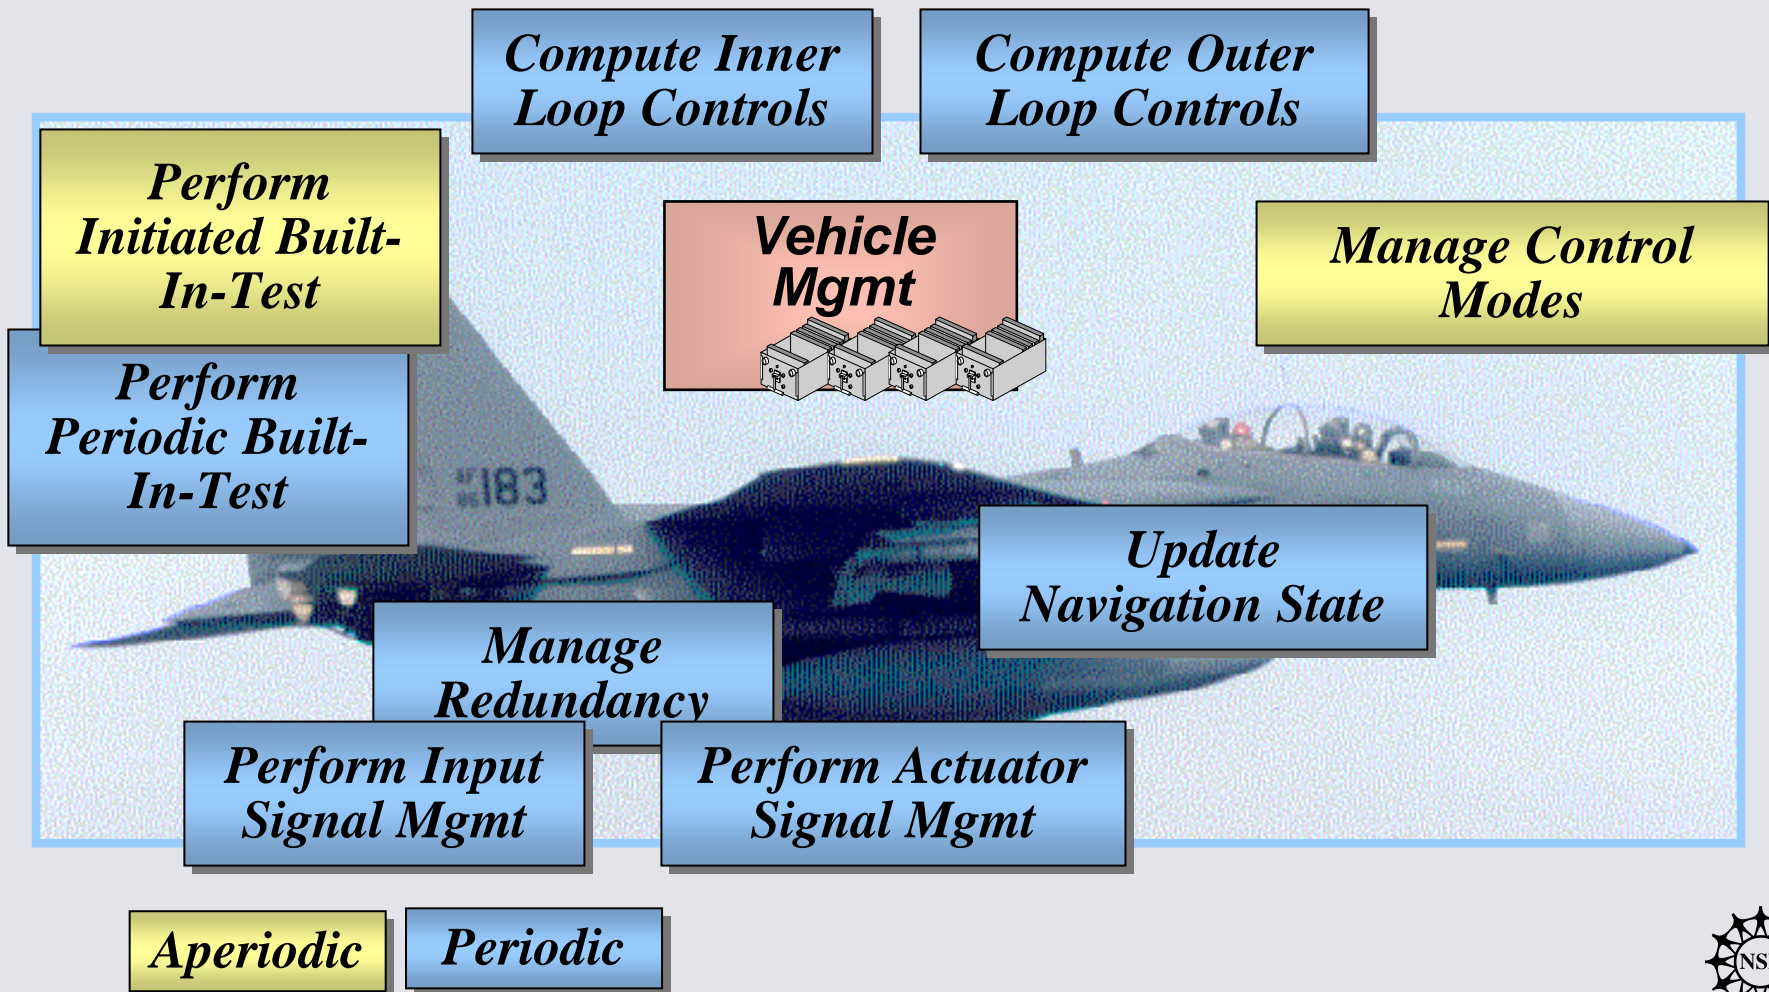 Compute Inner
Loop Controls
Compute Outer
Loop Controls
Perform
Initiated Built-
In-Test
Vehicle
Mgmt
Manage Control
Modes
Perform
Periodic Built-
In-Test
183
Update
Navigation State
Manage
Redundancy
Perform Input
Signal Mgmt
Perform Actuator
Signal Mgmt
Aperiodic
Periodic